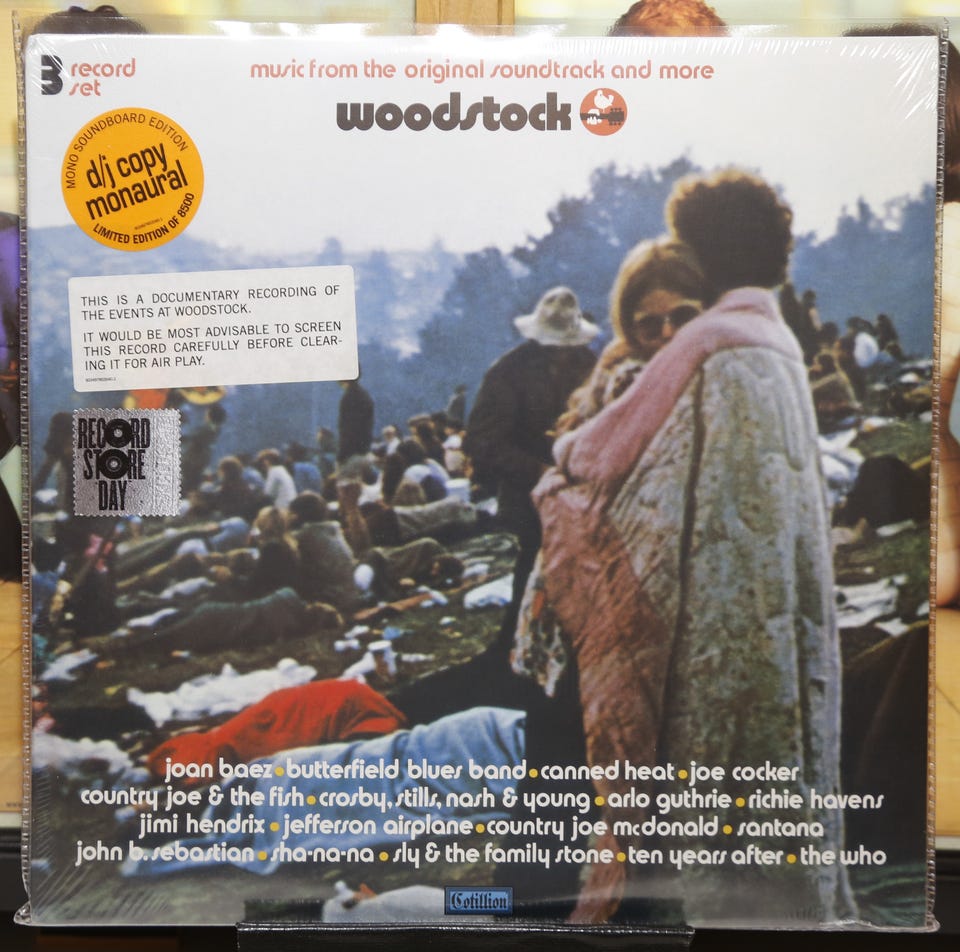 3 record
set
music from the original soundtrack and more
woodstock
MONO SOUNDBOARD EDITION
d/j copy
monaural
LIMITED EDITION OF 8500
THIS IS A DOCUMENTARY RECORDING OF
THE EVENTS AT WOODSTOCK.
IT WOULD BE MOST ADVISABLE TO SCREEN
THIS RECORD CAREFULLY BEFORE CLEAR-
ING IT FOR AIR PLAY.
RECORD
STORE
DAY
joan baez • butterfield blues band • canned heat • joe cocker
country joe & the fish • crosby, stills, nash & young • arlo guthrie • richie havens
jimi hendrix • jefferson airplane • country joe mcdonald • santana
john b. sebastian • sha-na-na • sly & the family stone • ten years after • the who
Cotillion